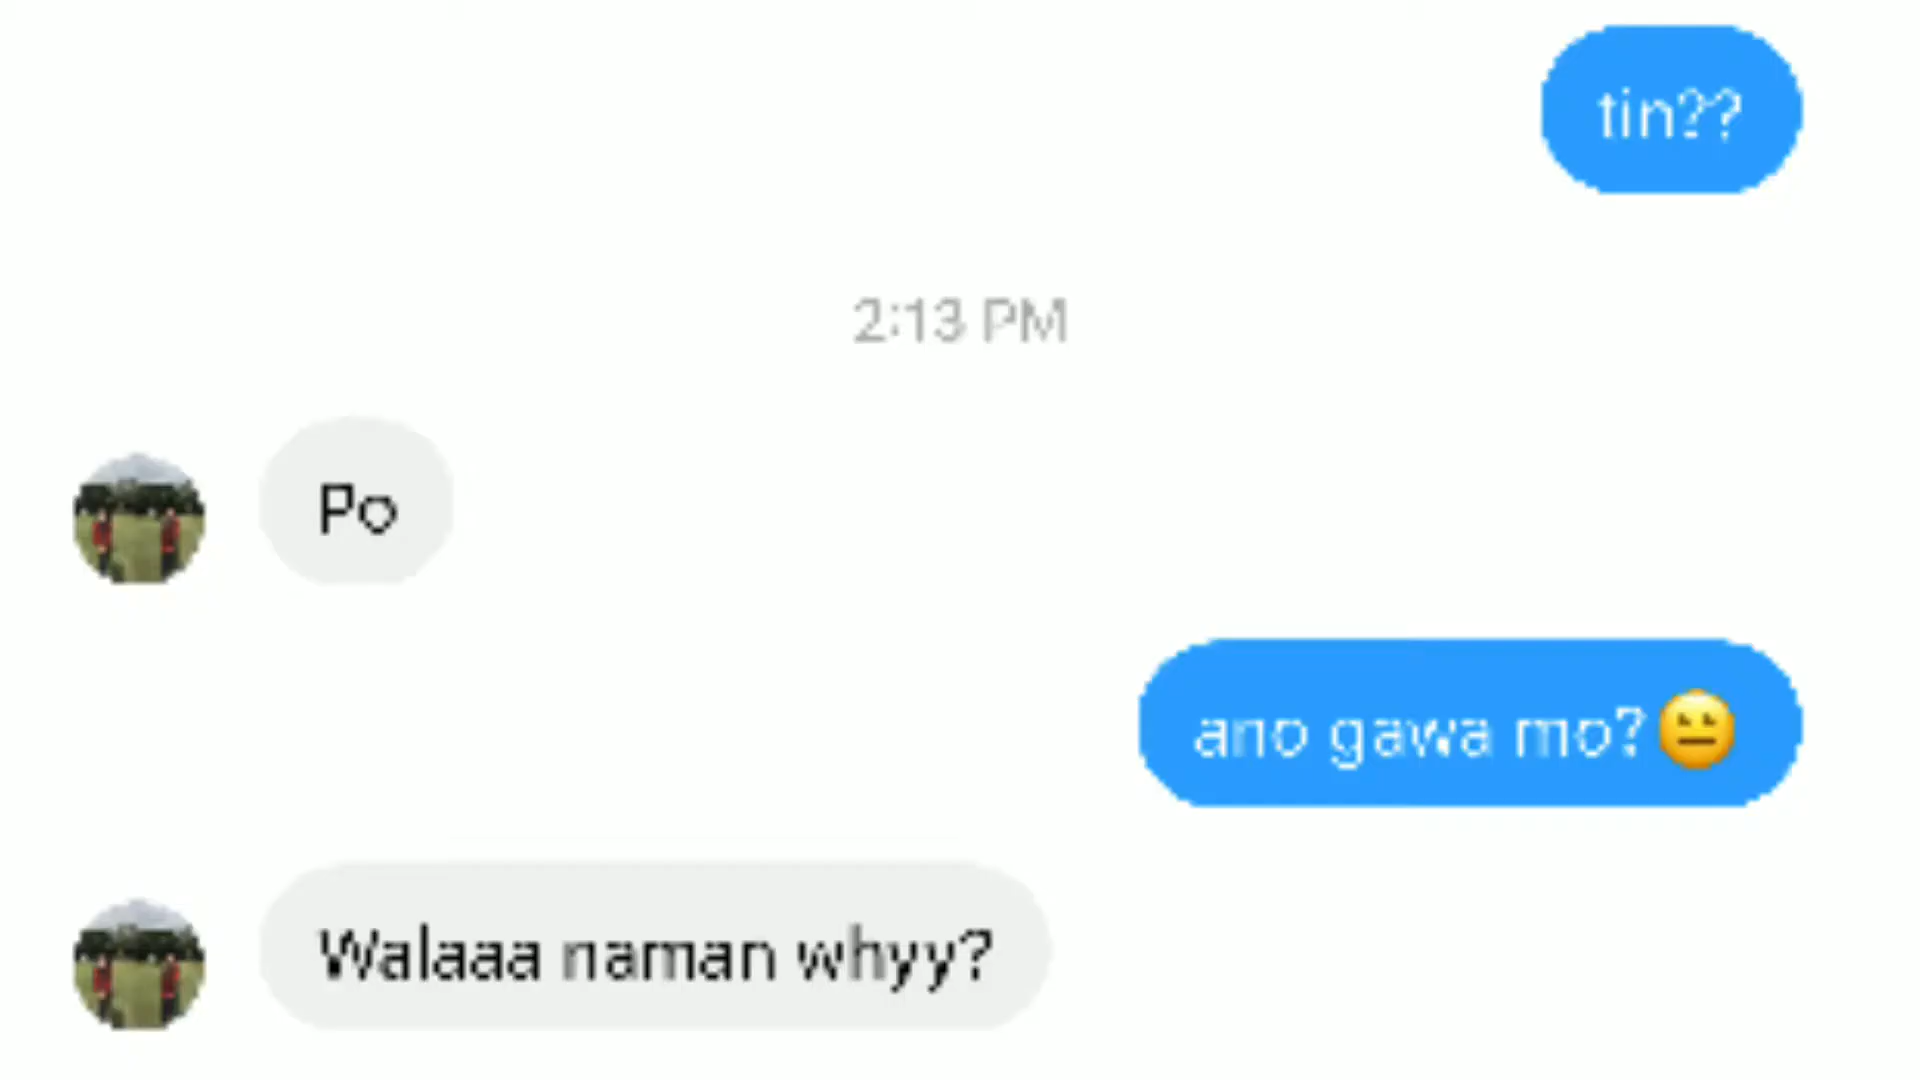 tin??
2:13 PM
Po
ano gawa mo?😐
Walaaa naman whyy?